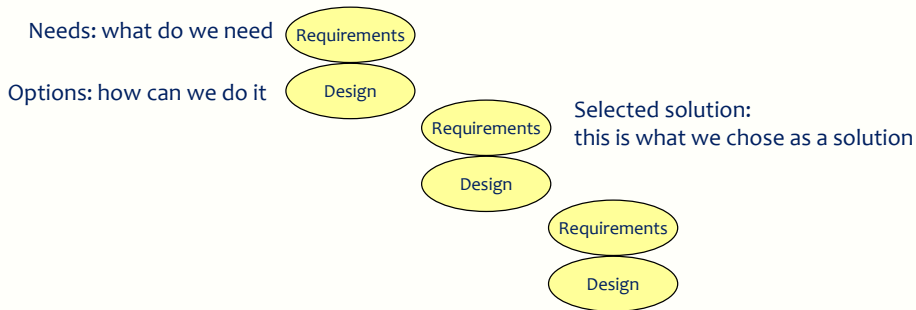 Needs: what do we need
Requirements
Options: how can we do it
Design
Requirements
Selected solution:
this is what we chose as a solution
Design
Requirements
Design